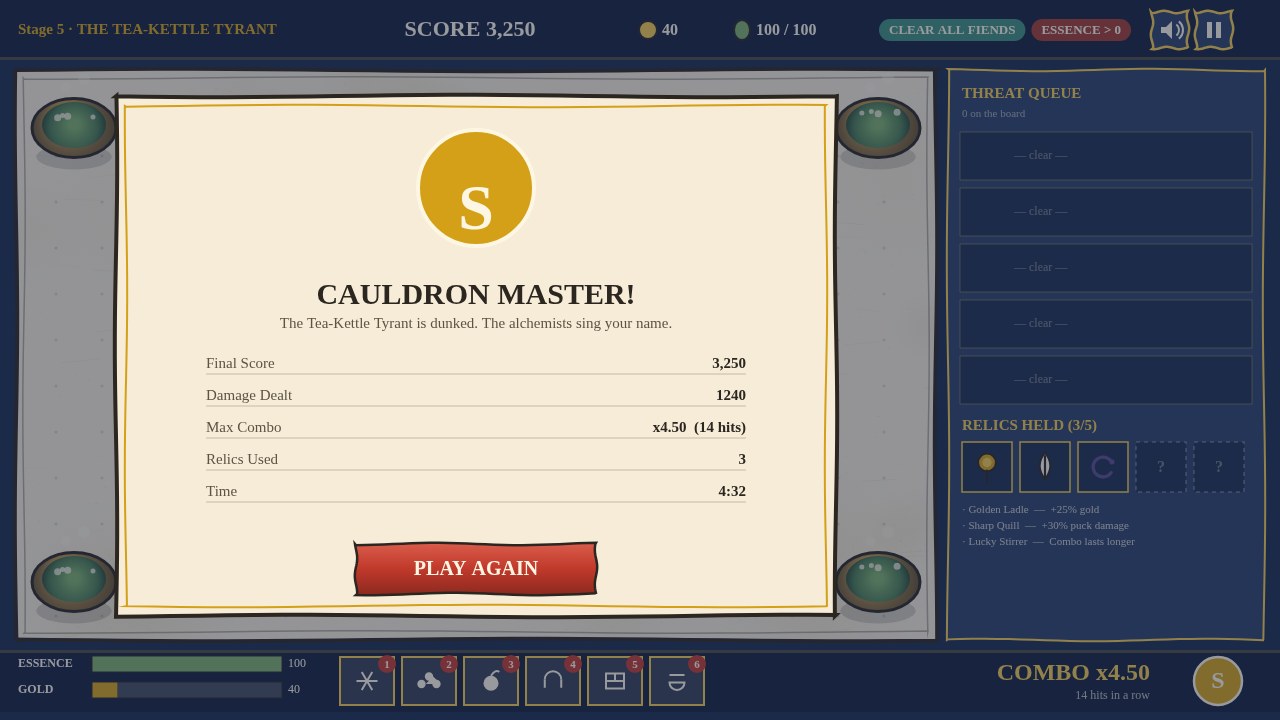 Stage 5 · THE TEA-KETTLE TYRANT
SCORE 3,250
40
100 / 100
CLEAR ALL FIENDS
ESSENCE > 0
THREAT QUEUE
0 on the board
— clear —
— clear —
— clear —
— clear —
— clear —
RELICS HELD (3/5)
?
?
· Golden Ladle — +25% gold
· Sharp Quill — +30% puck damage
· Lucky Stirrer — Combo lasts longer
S
CAULDRON MASTER!
The Tea-Kettle Tyrant is dunked. The alchemists sing your name.
Final Score 3,250
Damage Dealt 1240
Max Combo x4.50 (14 hits)
Relics Used 3
Time 4:32
PLAY AGAIN
ESSENCE 100
GOLD 40
1
2
3
4
5
6
COMBO x4.50
14 hits in a row
S